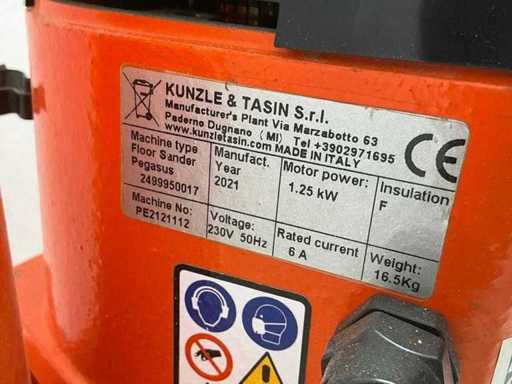 KUNZLE & TASIN S.r.l.
Manufacturer's Plant Via Marzabotto 63
Paderno Dugnano (MI) Tel +3902971695
www.kunzletasin.com MADE IN ITALY
CE
Machine type
Floor Sander
Pegasus
2499950017
Manufact.
Year
2021
Motor power:
1.25 kW
Insulation
F
Machine No:
PE2121112
Voltage:
230V 50Hz
Rated current
6 A
Weight:
16.5Kg